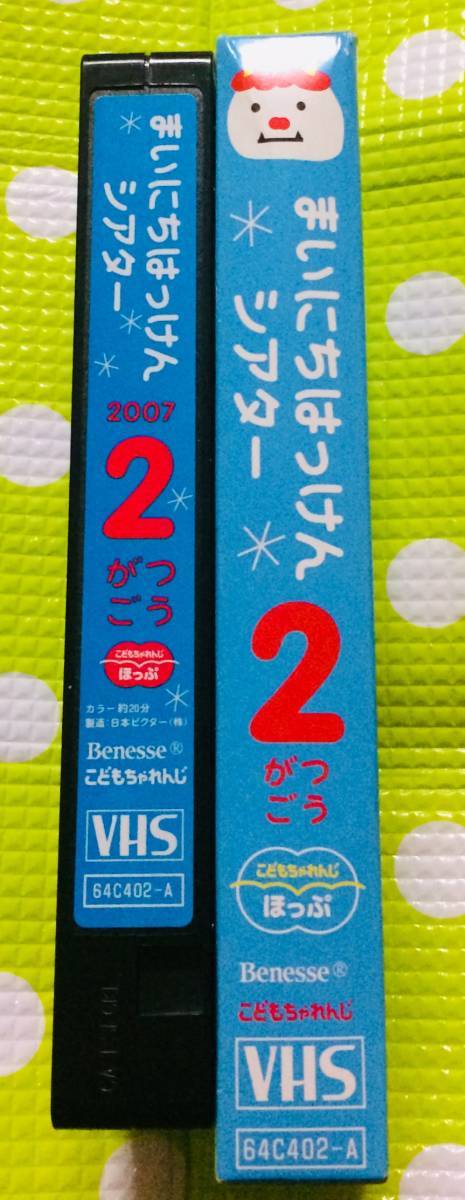 まいにちはっけん
シアター
2007
2
がつ
ごう
こどもちゃれんじ
ほっぷ
カラー 約20分
製造:日本ビクター(株)
Benesse®
こどもちゃれんじ
VHS
64C402-A
まいにちはっけん
シアター
2
がつ
ごう
こどもちゃれんじ
ほっぷ
Benesse®
こどもちゃれんじ
VHS
64C402-A